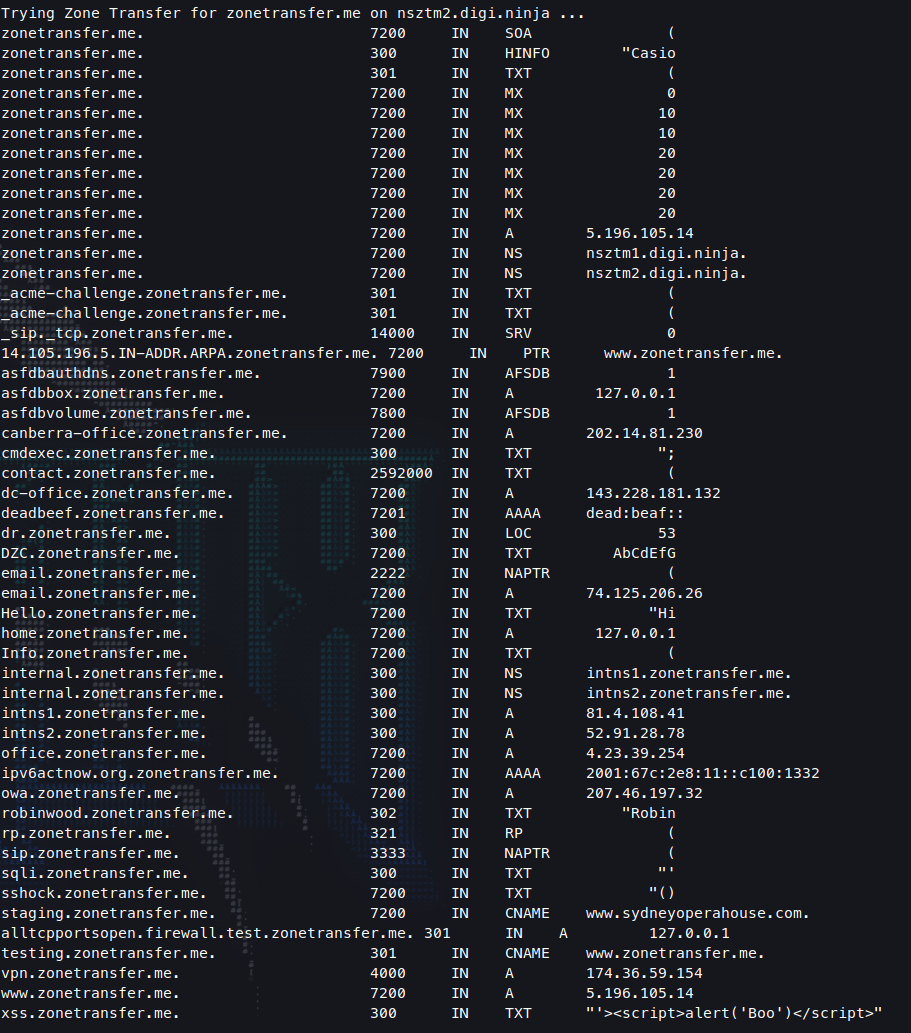 Trying Zone Transfer for zonetransfer.me on nsztm2.digi.ninja ...
zonetransfer.me. 7200 IN SOA (
zonetransfer.me. 300 IN HINFO "Casio
zonetransfer.me. 301 IN TXT (
zonetransfer.me. 7200 IN MX 0
zonetransfer.me. 7200 IN MX 10
zonetransfer.me. 7200 IN MX 10
zonetransfer.me. 7200 IN MX 20
zonetransfer.me. 7200 IN MX 20
zonetransfer.me. 7200 IN MX 20
zonetransfer.me. 7200 IN MX 20
zonetransfer.me. 7200 IN A 5.196.105.14
zonetransfer.me. 7200 IN NS nsztm1.digi.ninja.
zonetransfer.me. 7200 IN NS nsztm2.digi.ninja.
_acme-challenge.zonetransfer.me. 301 IN TXT (
_acme-challenge.zonetransfer.me. 301 IN TXT (
_sip._tcp.zonetransfer.me. 14000 IN SRV 0
14.105.196.5.IN-ADDR.ARPA.zonetransfer.me. 7200 IN PTR www.zonetransfer.me.
asfdbauthdns.zonetransfer.me. 7900 IN AFSDB 1
asfdbbox.zonetransfer.me. 7200 IN A 127.0.0.1
asfdbvolume.zonetransfer.me. 7800 IN AFSDB 1
canberra-office.zonetransfer.me. 7200 IN A 202.14.81.230
cmdexec.zonetransfer.me. 300 IN TXT ";
contact.zonetransfer.me. 2592000 IN TXT (
dc-office.zonetransfer.me. 7200 IN A 143.228.181.132
deadbeef.zonetransfer.me. 7201 IN AAAA dead:beaf::
dr.zonetransfer.me. 300 IN LOC 53
DZC.zonetransfer.me. 7200 IN TXT AbCdEfG
email.zonetransfer.me. 2222 IN NAPTR (
email.zonetransfer.me. 7200 IN A 74.125.206.26
Hello.zonetransfer.me. 7200 IN TXT "Hi
home.zonetransfer.me. 7200 IN A 127.0.0.1
Info.zonetransfer.me. 7200 IN TXT (
internal.zonetransfer.me. 300 IN NS intns1.zonetransfer.me.
internal.zonetransfer.me. 300 IN NS intns2.zonetransfer.me.
intns1.zonetransfer.me. 300 IN A 81.4.108.41
intns2.zonetransfer.me. 300 IN A 52.91.28.78
office.zonetransfer.me. 7200 IN A 4.23.39.254
ipv6actnow.org.zonetransfer.me. 7200 IN AAAA 2001:67c:2e8:11::c100:1332
owa.zonetransfer.me. 7200 IN A 207.46.197.32
robinwood.zonetransfer.me. 302 IN TXT "Robin
rp.zonetransfer.me. 321 IN RP (
sip.zonetransfer.me. 3333 IN NAPTR (
sqli.zonetransfer.me. 300 IN TXT "'
sshock.zonetransfer.me. 7200 IN TXT "()
staging.zonetransfer.me. 7200 IN CNAME www.sydneyoperahouse.com.
alltcpportsopen.firewall.test.zonetransfer.me. 301 IN A 127.0.0.1
testing.zonetransfer.me. 301 IN CNAME www.zonetransfer.me.
vpn.zonetransfer.me. 4000 IN A 174.36.59.154
www.zonetransfer.me. 7200 IN A 5.196.105.14
xss.zonetransfer.me. 300 IN TXT "'><script>alert('Boo')</script>"